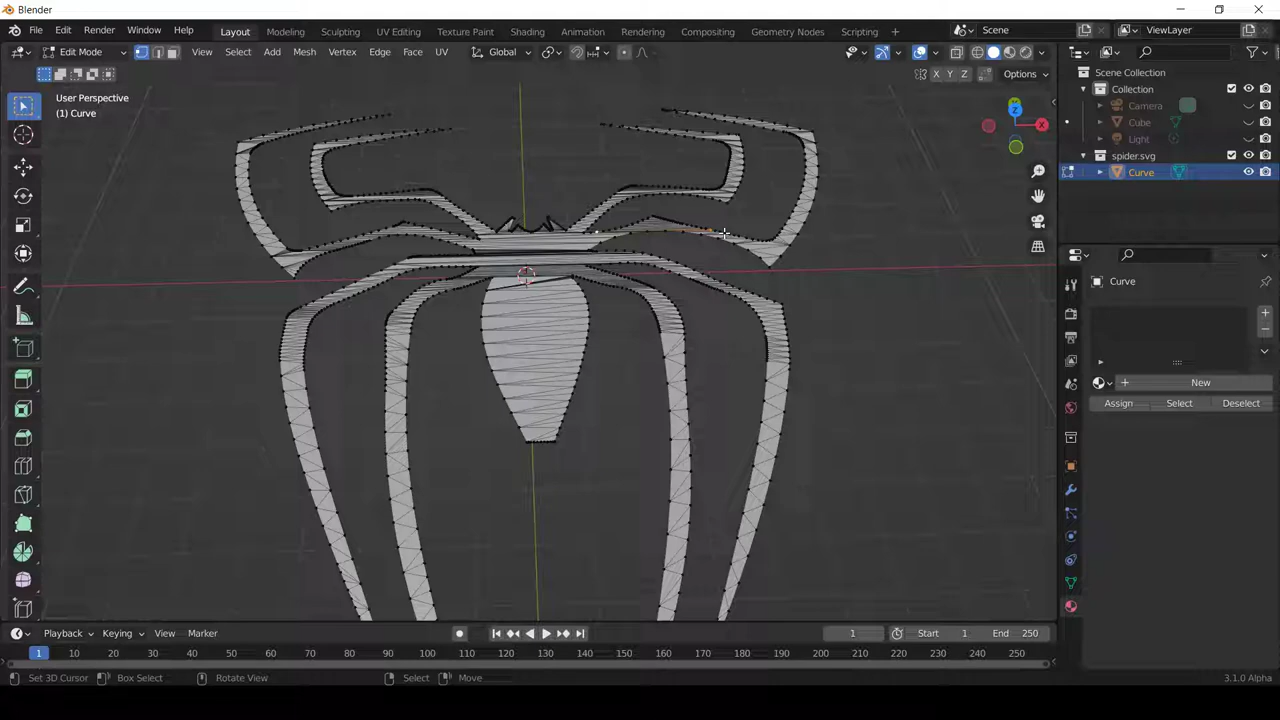 Blender
File Edit Render Window Help Layout Modeling Sculpting UV Editing Texture Paint Shading Animation Rendering Compositing Geometry Nodes Scripting + Scene ViewLayer
Edit Mode View Select Add Mesh Vertex Edge Face UV Global
X Y Z Options
User Perspective
(1) Curve
Z
X
Scene Collection
Collection
Camera
Cube
Light
spider.svg
Curve
Curve
New
Assign Select Deselect
Playback Keying View Marker 1 Start 1 End 250
1 10 20 30 40 50 60 70 80 90 100 110 120 130 140 150 160 170 180 190 200 210 220 230 240 250
Set 3D Cursor Box Select Rotate View Select Move 3.1.0 Alpha